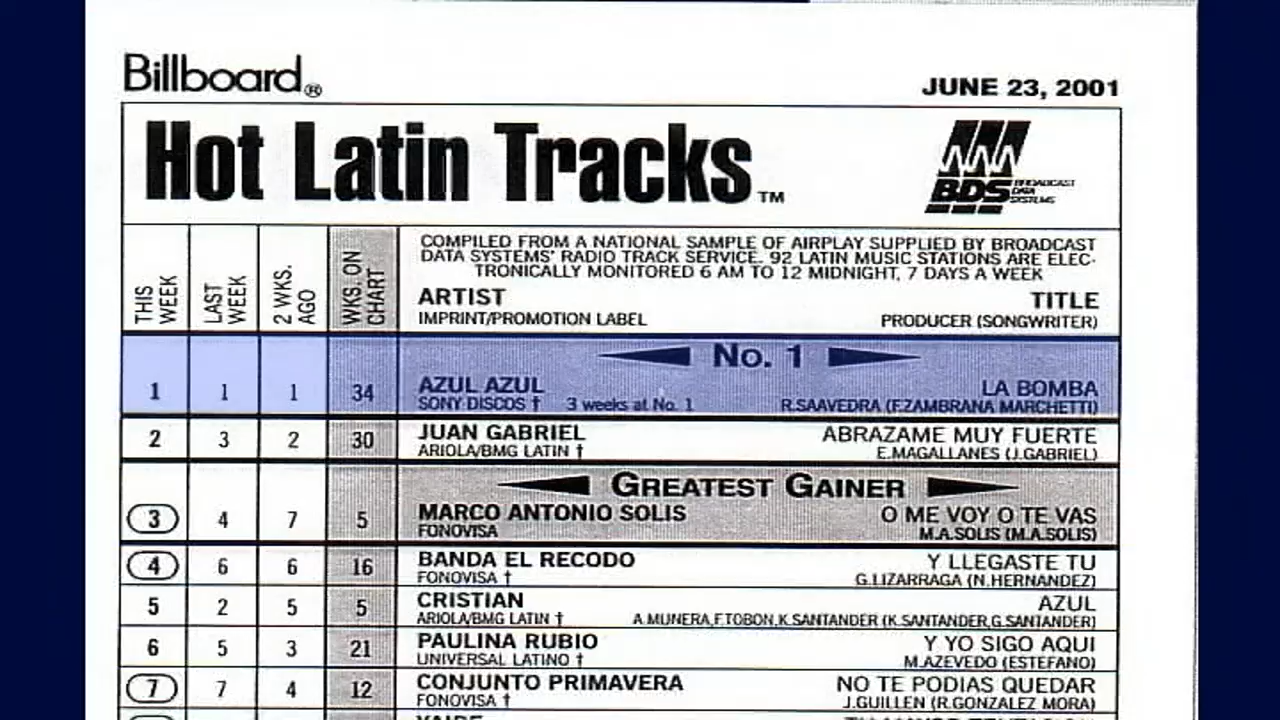 Billboard®
JUNE 23, 2001
Hot Latin Tracks™
BDS BROADCAST DATA SYSTEMS
COMPILED FROM A NATIONAL SAMPLE OF AIRPLAY SUPPLIED BY BROADCAST
DATA SYSTEMS' RADIO TRACK SERVICE. 92 LATIN MUSIC STATIONS ARE ELEC-
TRONICALLY MONITORED 6 AM TO 12 MIDNIGHT, 7 DAYS A WEEK
THIS WEEK LAST WEEK 2 WKS. AGO WKS. ON CHART
ARTIST TITLE
IMPRINT/PROMOTION LABEL PRODUCER (SONGWRITER)
No. 1
1 1 1 34 AZUL AZUL LA BOMBA
SONY DISCOS † 3 weeks at No. 1 R.SAAVEDRA (F.ZAMBRANA MARCHETTI)
2 3 2 30 JUAN GABRIEL ABRAZAME MUY FUERTE
ARIOLA/BMG LATIN † E.MAGALLANES (J.GABRIEL)
GREATEST GAINER
3 4 7 5 MARCO ANTONIO SOLIS O ME VOY O TE VAS
FONOVISA M.A.SOLIS (M.A.SOLIS)
4 6 6 16 BANDA EL RECODO Y LLEGASTE TU
FONOVISA † G.LIZARRAGA (N.HERNANDEZ)
5 2 5 5 CRISTIAN AZUL
ARIOLA/BMG LATIN † A.MUNERA,F.TOBON,K.SANTANDER (K.SANTANDER,G.SANTANDER)
6 5 3 21 PAULINA RUBIO Y YO SIGO AQUI
UNIVERSAL LATINO † M.AZEVEDO (ESTEFANO)
7 7 4 12 CONJUNTO PRIMAVERA NO TE PODIAS QUEDAR
FONOVISA † J.GUILLEN (R.GONZALEZ MORA)